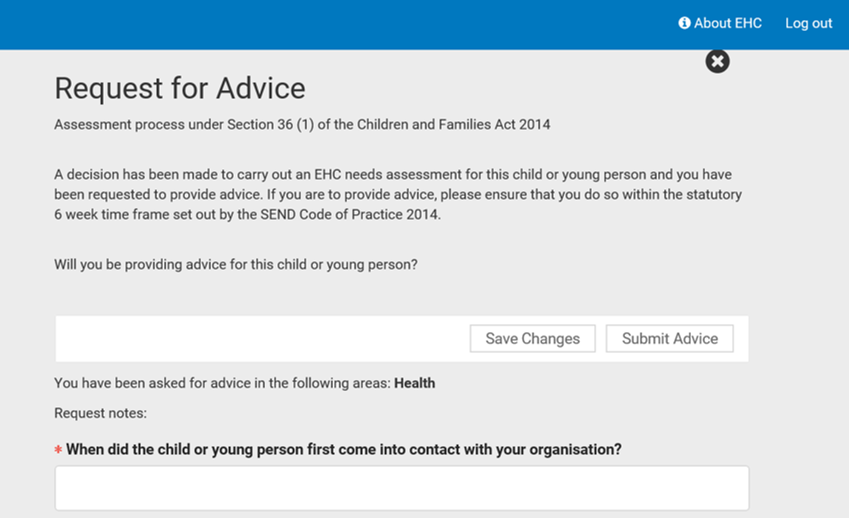 About EHC Log out
Request for Advice
Assessment process under Section 36 (1) of the Children and Families Act 2014
A decision has been made to carry out an EHC needs assessment for this child or young person and you have
been requested to provide advice. If you are to provide advice, please ensure that you do so within the statutory
6 week time frame set out by the SEND Code of Practice 2014.
Will you be providing advice for this child or young person?
Save Changes Submit Advice
You have been asked for advice in the following areas: Health
Request notes:
* When did the child or young person first come into contact with your organisation?